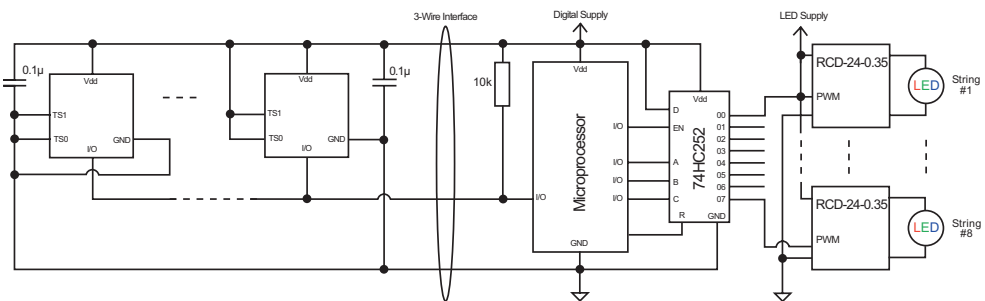 3-Wire Interface
Digital Supply
LED Supply
0.1µ
Vdd
TS1
TS0
GND
I/O
Vdd
TS1
TS0
GND
I/O
0.1µ
10k
Vdd
I/O
I/O
I/O
I/O
I/O
Microprocessor
GND
Vdd
D
EN
A
B
C
R
74HC252
00
01
02
03
04
05
06
07
GND
RCD-24-0.35
PWM
LED
String
#1
RCD-24-0.35
PWM
LED
String
#8